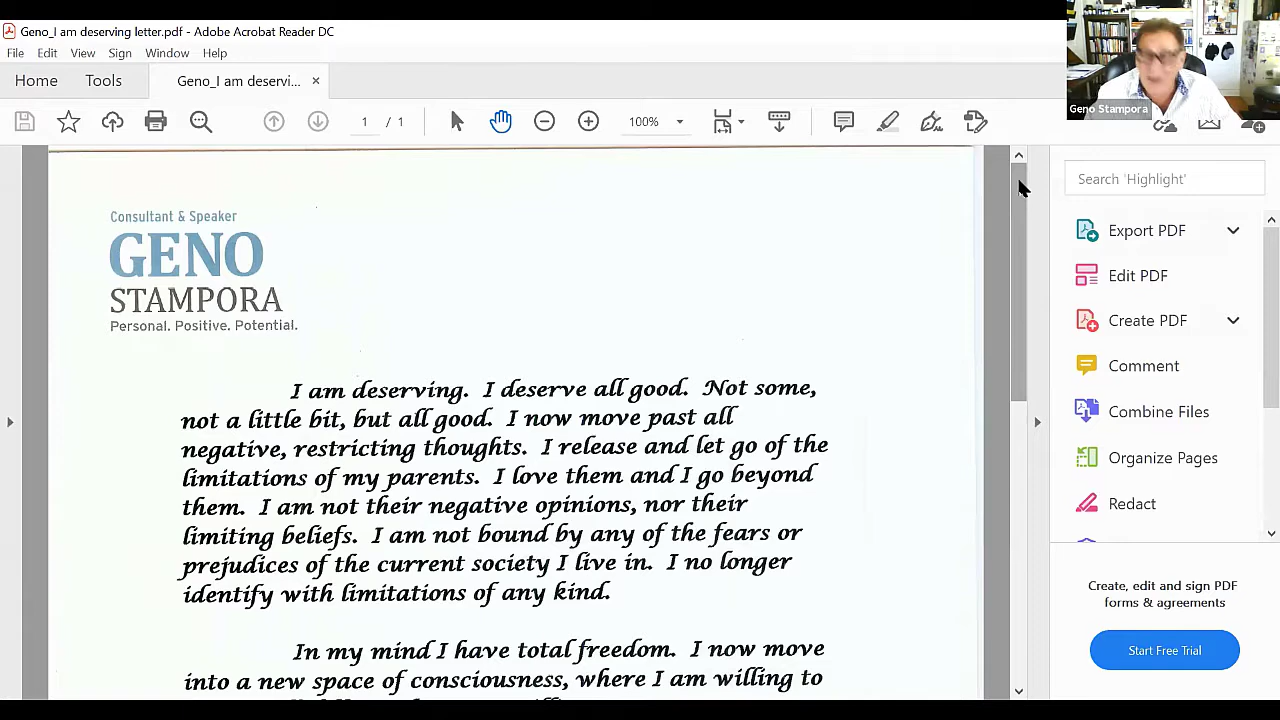 Geno_I am deserving letter.pdf - Adobe Acrobat Reader DC
File Edit View Sign Window Help
Home Tools Geno_I am deservi... ×
1 / 1 100%
Geno Stampora
Search 'Highlight'
Export PDF
Edit PDF
Create PDF
Comment
Combine Files
Organize Pages
Redact
Create, edit and sign PDF
forms & agreements
Start Free Trial
Consultant & Speaker
GENO
STAMPORA
Personal. Positive. Potential.
I am deserving. I deserve all good. Not some,
not a little bit, but all good. I now move past all
negative, restricting thoughts. I release and let go of the
limitations of my parents. I love them and I go beyond
them. I am not their negative opinions, nor their
limiting beliefs. I am not bound by any of the fears or
prejudices of the current society I live in. I no longer
identify with limitations of any kind.
In my mind I have total freedom. I now move
into a new space of consciousness, where I am willing to